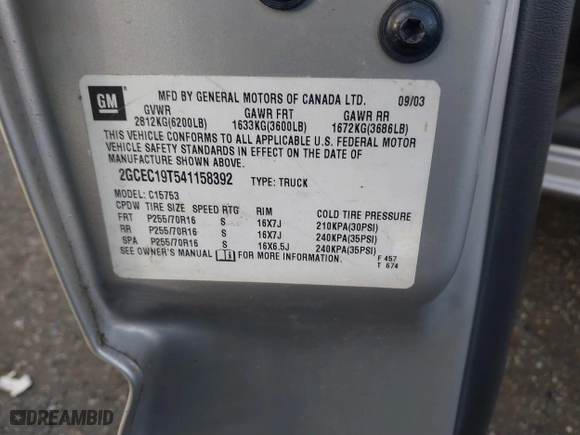 GM
MFD BY GENERAL MOTORS OF CANADA LTD. 09/03
GVWR GAWR FRT GAWR RR
2812KG(6200LB) 1633KG(3600LB) 1672KG(3686LB)
THIS VEHICLE CONFORMS TO ALL APPLICABLE U.S. FEDERAL MOTOR
VEHICLE SAFETY STANDARDS IN EFFECT ON THE DATE OF
MANUFACTURE SHOWN ABOVE.
2GCEC19T541158392 TYPE: TRUCK
MODEL: C15753
CPDW TIRE SIZE SPEED RTG RIM COLD TIRE PRESSURE
FRT P255/70R16 S 16X7J 210KPA(30PSI)
RR P255/70R16 S 16X7J 240KPA(35PSI)
SPA P255/70R16 S 16X6.5J 240KPA(35PSI)
SEE OWNER'S MANUAL FOR MORE INFORMATION.
F 457
T 674
DREAMBID